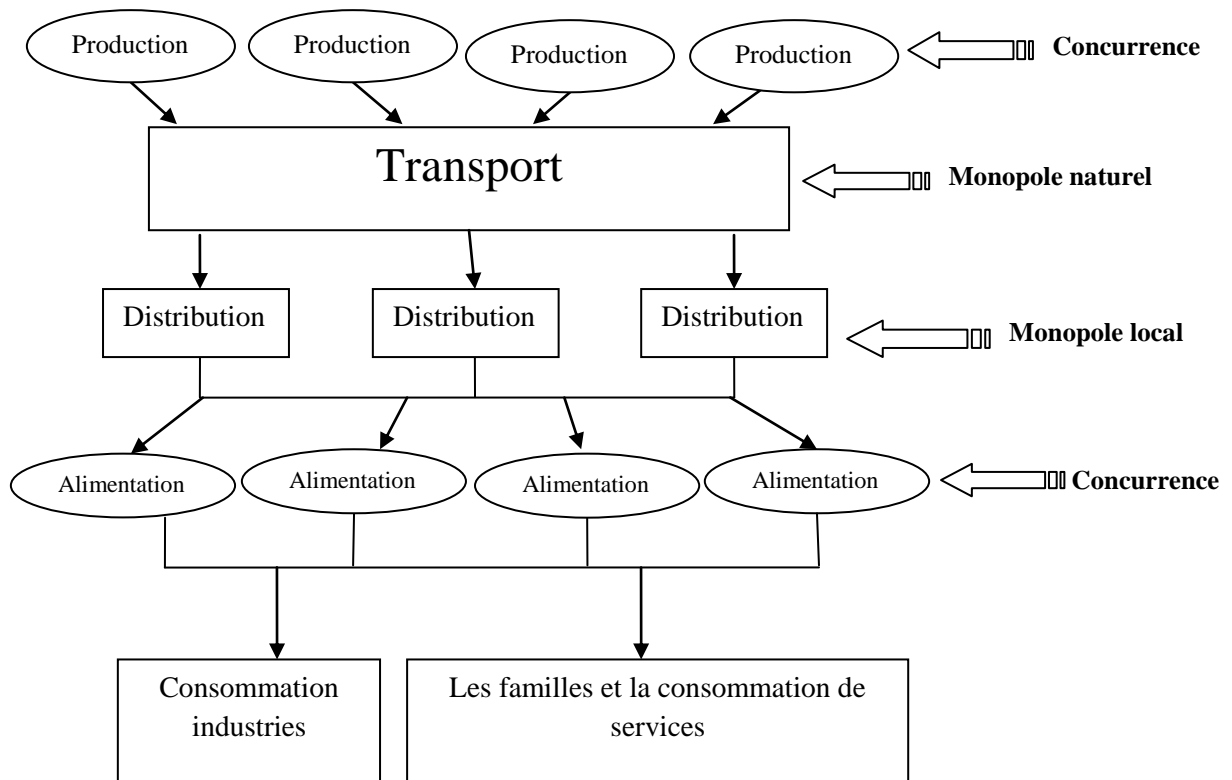 Production
Production
Production
Production
Concurrence
Transport
Monopole naturel
Distribution
Distribution
Distribution
Monopole local
Alimentation
Alimentation
Alimentation
Alimentation
Concurrence
Consommation
industries
Les familles et la consommation de
services